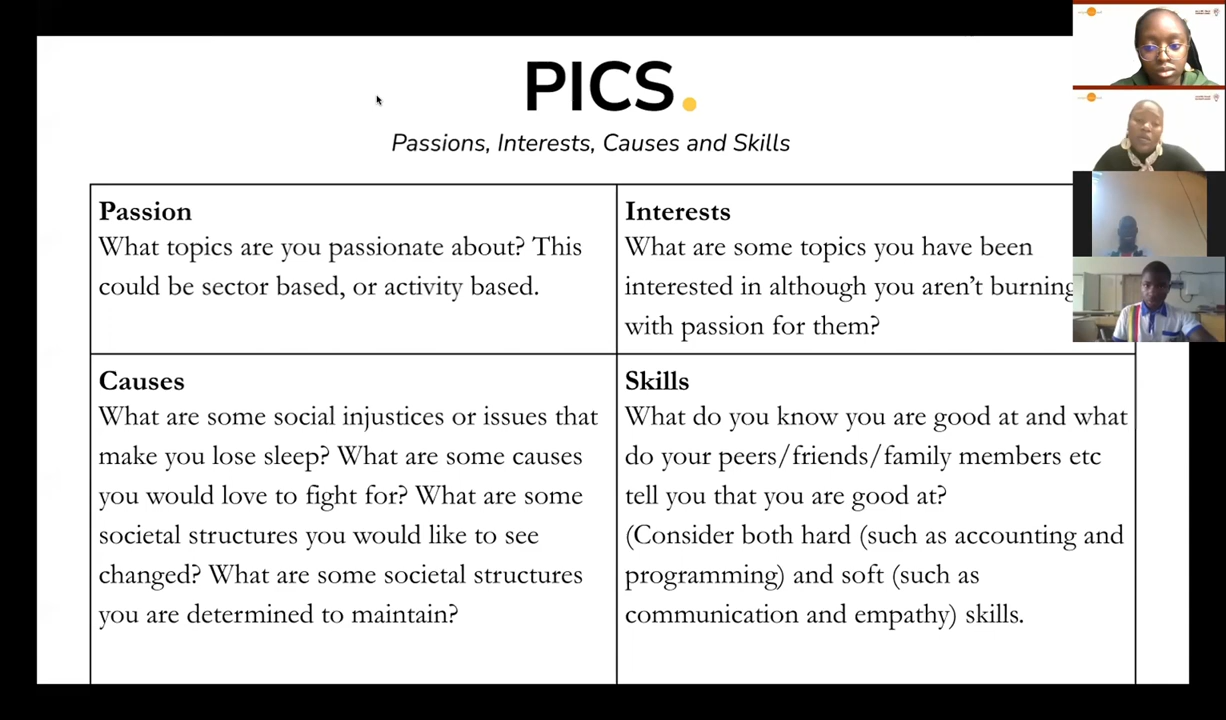 PICS.
Passions, Interests, Causes and Skills
Passion
What topics are you passionate about? This
could be sector based, or activity based.
Interests
What are some topics you have been
interested in although you aren't burning
with passion for them?
Causes
What are some social injustices or issues that
make you lose sleep? What are some causes
you would love to fight for? What are some
societal structures you would like to see
changed? What are some societal structures
you are determined to maintain?
Skills
What do you know you are good at and what
do your peers/friends/family members etc
tell you that you are good at?
(Consider both hard (such as accounting and
programming) and soft (such as
communication and empathy) skills.